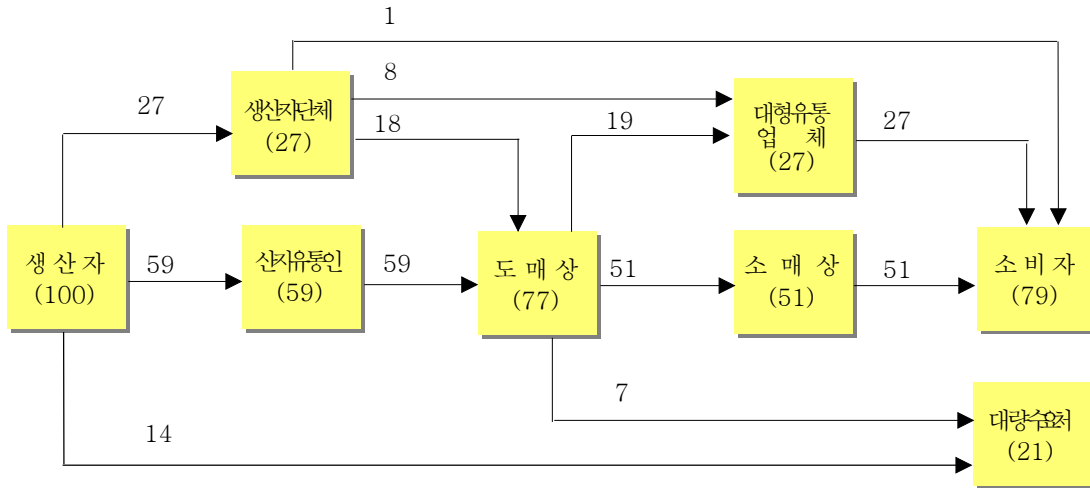 1
8
27
생산자단체
(27)
18
19
대형유통
업 체
(27)
27
생 산 자
(100)
59
산지유통인
(59)
59
도 매 상
(77)
51
소 매 상
(51)
51
소 비 자
(79)
7
14
대량수요처
(21)